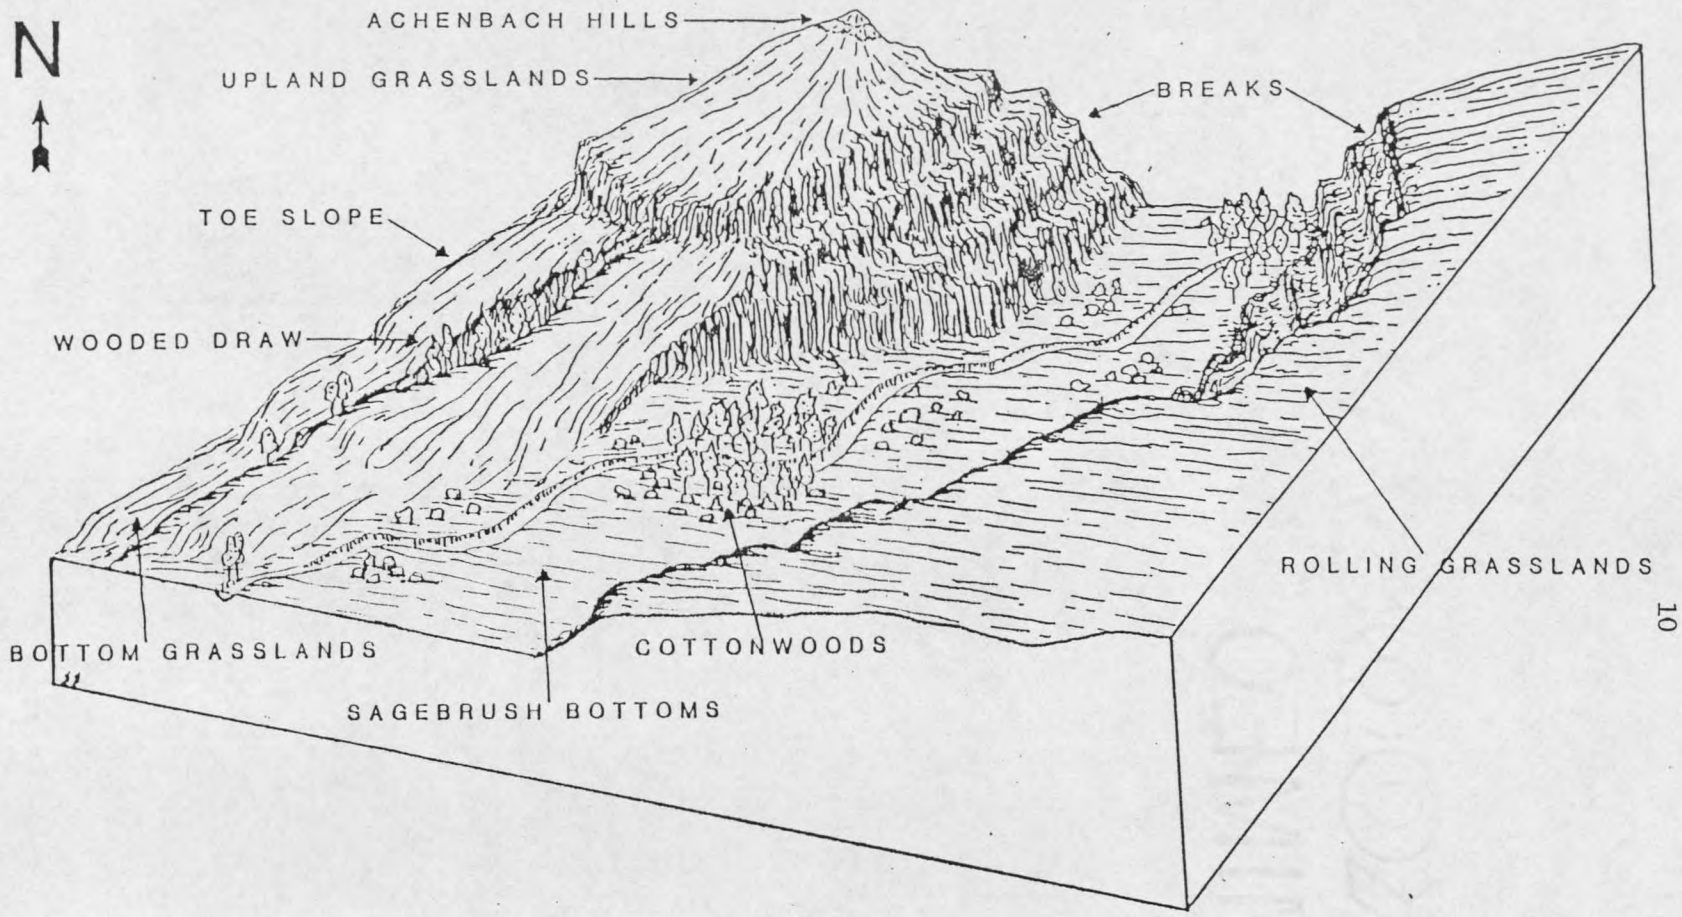 N
ACHENBACH HILLS
UPLAND GRASSLANDS
BREAKS
TOE SLOPE
WOODED DRAW
ROLLING GRASSLANDS
10
BOTTOM GRASSLANDS
COTTONWOODS
SAGEBRUSH BOTTOMS